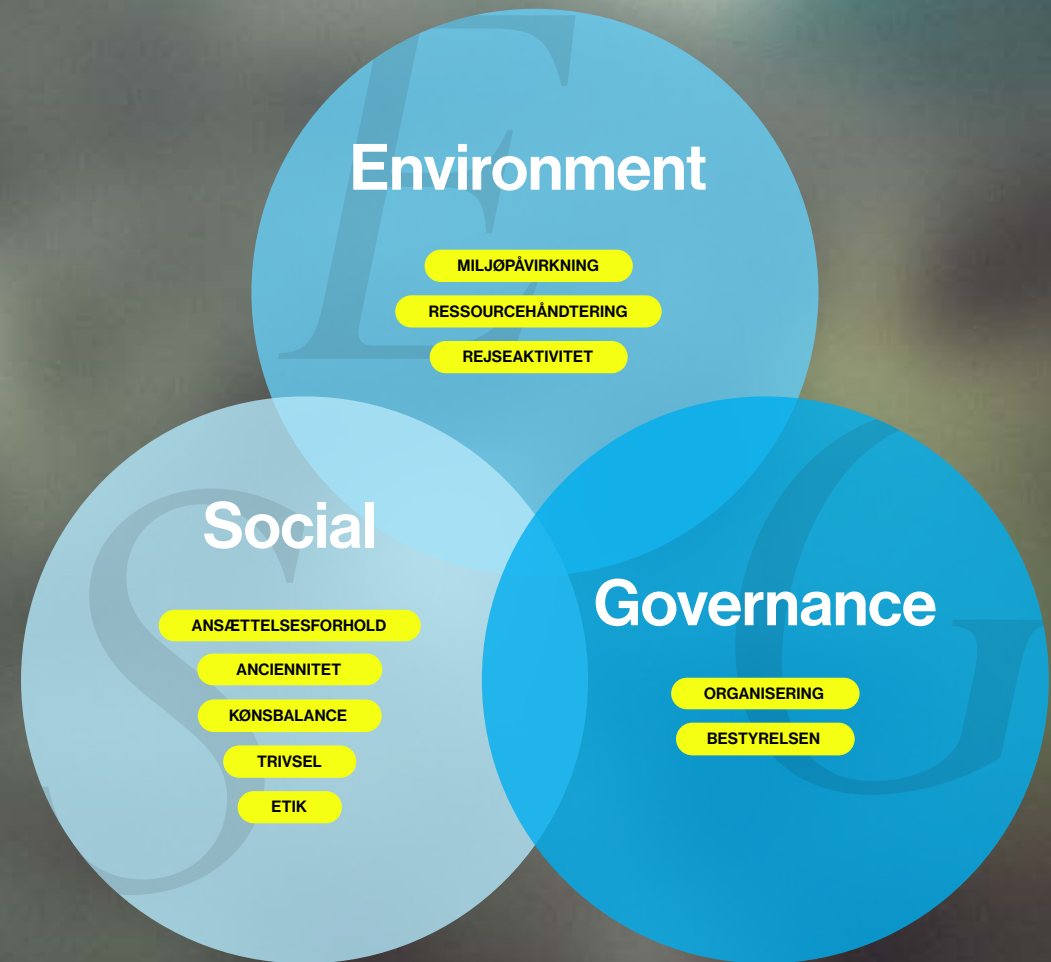 E
Environment
MILJØPÅVIRKNING
RESSOURCEHÅNDTERING
REJSEAKTIVITET
S
Social
ANSÆTTELSESFORHOLD
ANCIENNITET
KØNSBALANCE
TRIVSEL
ETIK
G
Governance
ORGANISERING
BESTYRELSEN